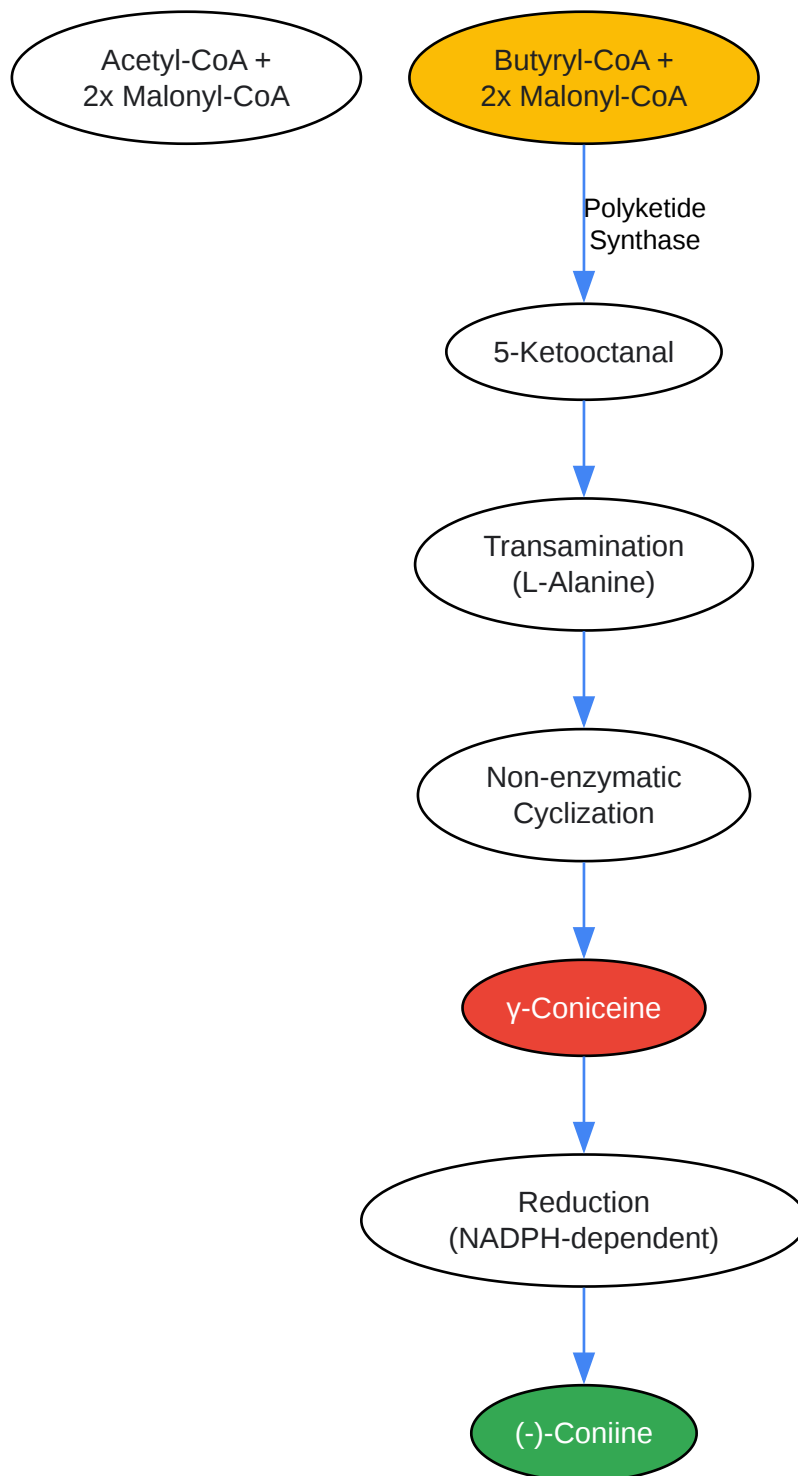 Acetyl-CoA +
2x Malonyl-CoA
Butyryl-CoA +
2x Malonyl-CoA
Polyketide
Synthase
5-Ketooctanal
Transamination
(L-Alanine)
Non-enzymatic
Cyclization
γ-Coniceine
Reduction
(NADPH-dependent)
(-)-Coniine